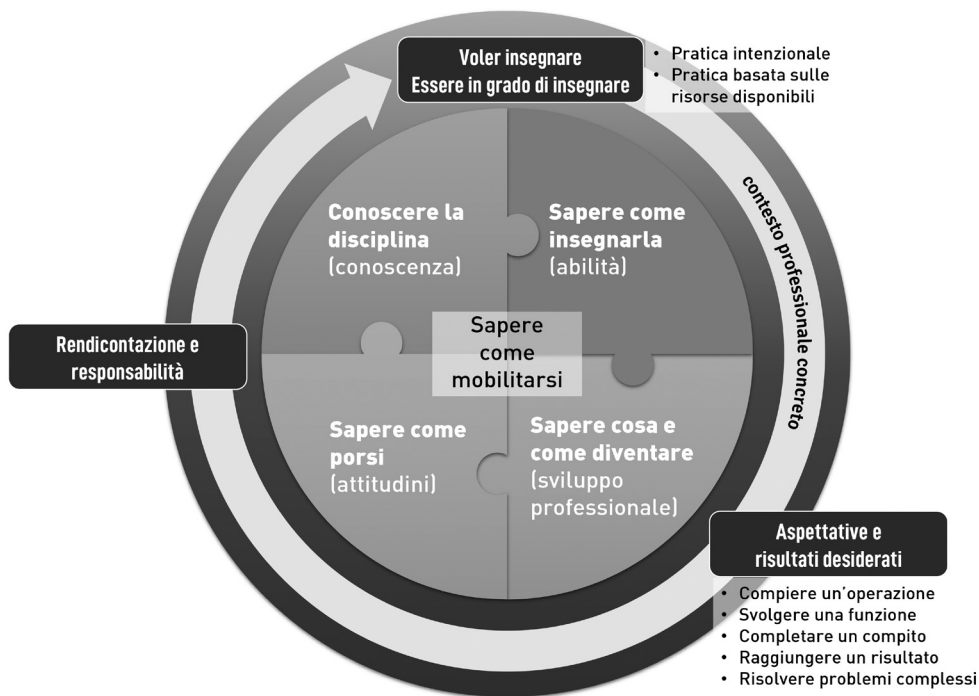 Voler insegnare
Essere in grado di insegnare
• Pratica intenzionale
• Pratica basata sulle
risorse disponibili
contesto professionale concreto
Conoscere la
disciplina
(conoscenza)
Sapere come
insegnarla
(abilità)
Sapere
come
mobilitarsi
Rendicontazione e
responsabilità
Sapere come
porsi
(attitudini)
Sapere cosa e
come diventare
(sviluppo
professionale)
Aspettative e
risultati desiderati
• Compiere un'operazione
• Svolgere una funzione
• Completare un compito
• Raggiungere un risultato
• Risolvere problemi complessi